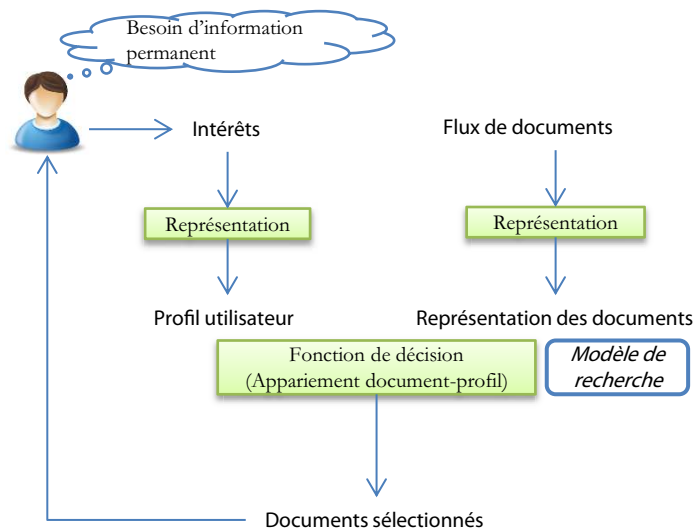 Besoin d'information
permanent
Intérêts
Flux de documents
Représentation
Représentation
Profil utilisateur
Représentation des documents
Fonction de décision
(Appariement document-profil)
Modèle de
recherche
Documents sélectionnés